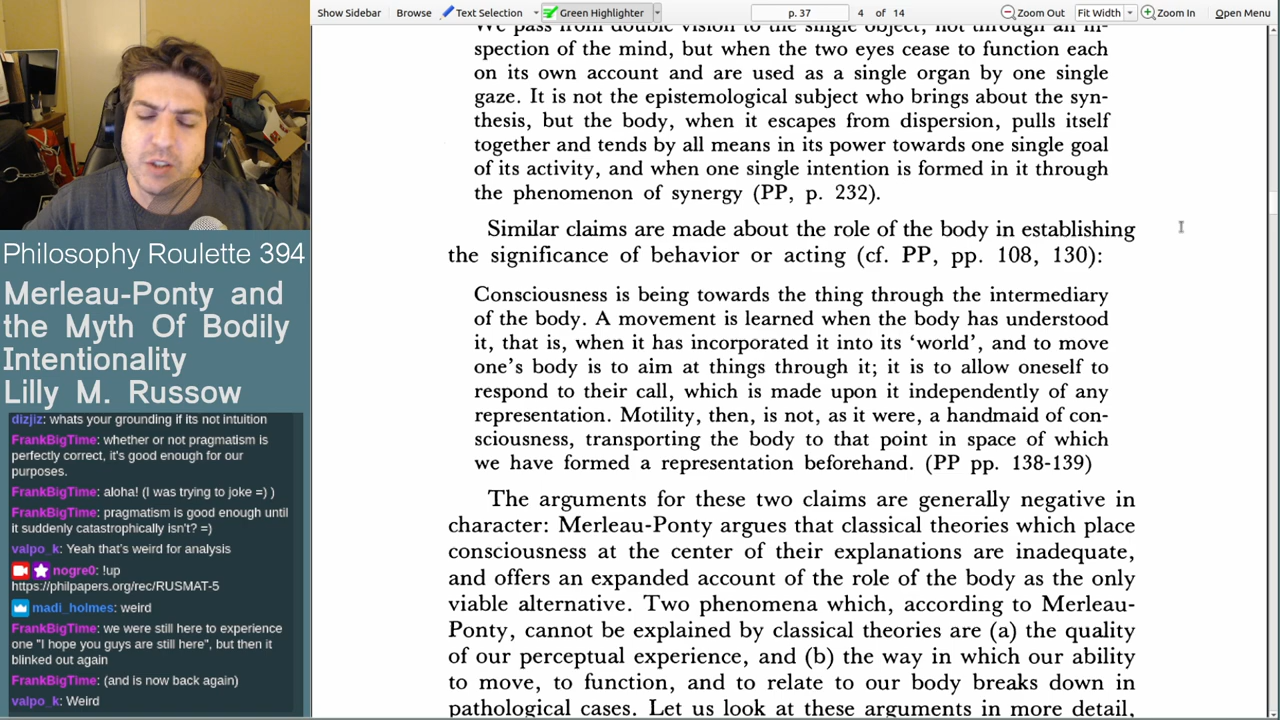 Show Sidebar Browse Text Selection Green Highlighter p. 37 4 of 14 Zoom Out Fit Width Zoom In Open Menu
We pass from double vision to the single object, not through an in-
spection of the mind, but when the two eyes cease to function each
on its own account and are used as a single organ by one single
gaze. It is not the epistemological subject who brings about the syn-
thesis, but the body, when it escapes from dispersion, pulls itself
together and tends by all means in its power towards one single goal
of its activity, and when one single intention is formed in it through
the phenomenon of synergy (PP, p. 232).
Similar claims are made about the role of the body in establishing
the significance of behavior or acting (cf. PP, pp. 108, 130):
Consciousness is being towards the thing through the intermediary
of the body. A movement is learned when the body has understood
it, that is, when it has incorporated it into its ‘world’, and to move
one’s body is to aim at things through it; it is to allow oneself to
respond to their call, which is made upon it independently of any
representation. Motility, then, is not, as it were, a handmaid of con-
sciousness, transporting the body to that point in space of which
we have formed a representation beforehand. (PP pp. 138-139)
The arguments for these two claims are generally negative in
character: Merleau-Ponty argues that classical theories which place
consciousness at the center of their explanations are inadequate,
and offers an expanded account of the role of the body as the only
viable alternative. Two phenomena which, according to Merleau-
Ponty, cannot be explained by classical theories are (a) the quality
of our perceptual experience, and (b) the way in which our ability
to move, to function, and to relate to our body breaks down in
pathological cases. Let us look at these arguments in more detail,
Philosophy Roulette 394
Merleau-Ponty and
the Myth Of Bodily
Intentionality
Lilly M. Russow
dizjiz: whats your grounding if its not intuition
FrankBigTime: whether or not pragmatism is
perfectly correct, it's good enough for our
purposes.
FrankBigTime: aloha! (I was trying to joke =) )
FrankBigTime: pragmatism is good enough until
it suddenly catastrophically isn't? =)
valpo_k: Yeah that's weird for analysis
nogre0: !up
https://philpapers.org/rec/RUSMAT-5
madi_holmes: weird
FrankBigTime: we were still here to experience
one "I hope you guys are still here", but then it
blinked out again
FrankBigTime: (and is now back again)
valpo_k: Weird